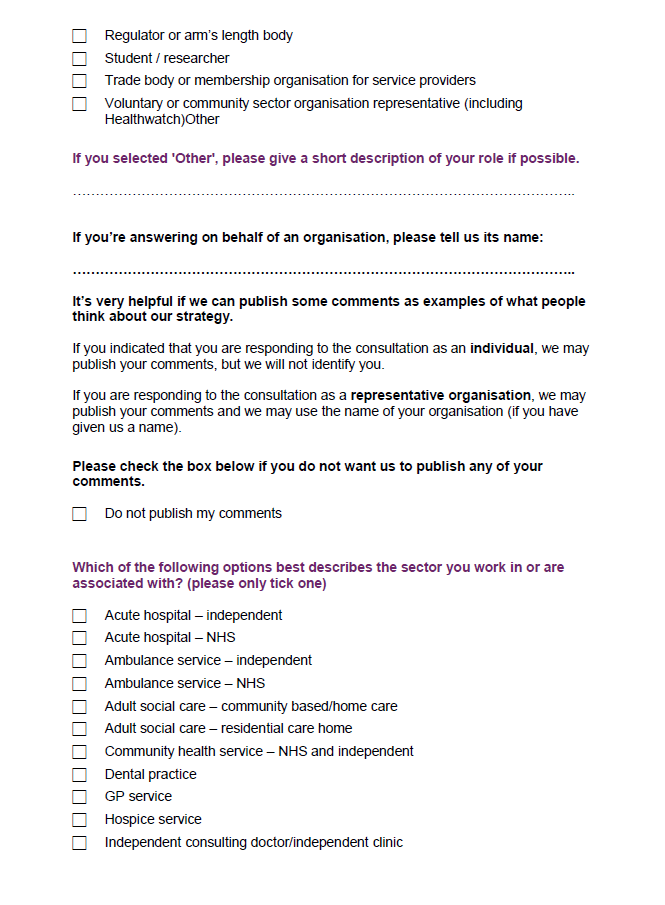 Regulator or arm's length body
Student / researcher
Trade body or membership organisation for service providers
Voluntary or community sector organisation representative (including
Healthwatch)Other
If you selected 'Other', please give a short description of your role if possible.
…………………………………………………………………………………………………..
If you’re answering on behalf of an organisation, please tell us its name:
…………………………………………………………………………………………………..
It’s very helpful if we can publish some comments as examples of what people
think about our strategy.
If you indicated that you are responding to the consultation as an individual, we may
publish your comments, but we will not identify you.
If you are responding to the consultation as a representative organisation, we may
publish your comments and we may use the name of your organisation (if you have
given us a name).
Please check the box below if you do not want us to publish any of your
comments.
Do not publish my comments
Which of the following options best describes the sector you work in or are
associated with? (please only tick one)
Acute hospital – independent
Acute hospital – NHS
Ambulance service – independent
Ambulance service – NHS
Adult social care – community based/home care
Adult social care – residential care home
Community health service – NHS and independent
Dental practice
GP service
Hospice service
Independent consulting doctor/independent clinic